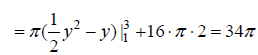 = π(1/2 y² − y)|₁³ + 16 · π · 2 = 34π